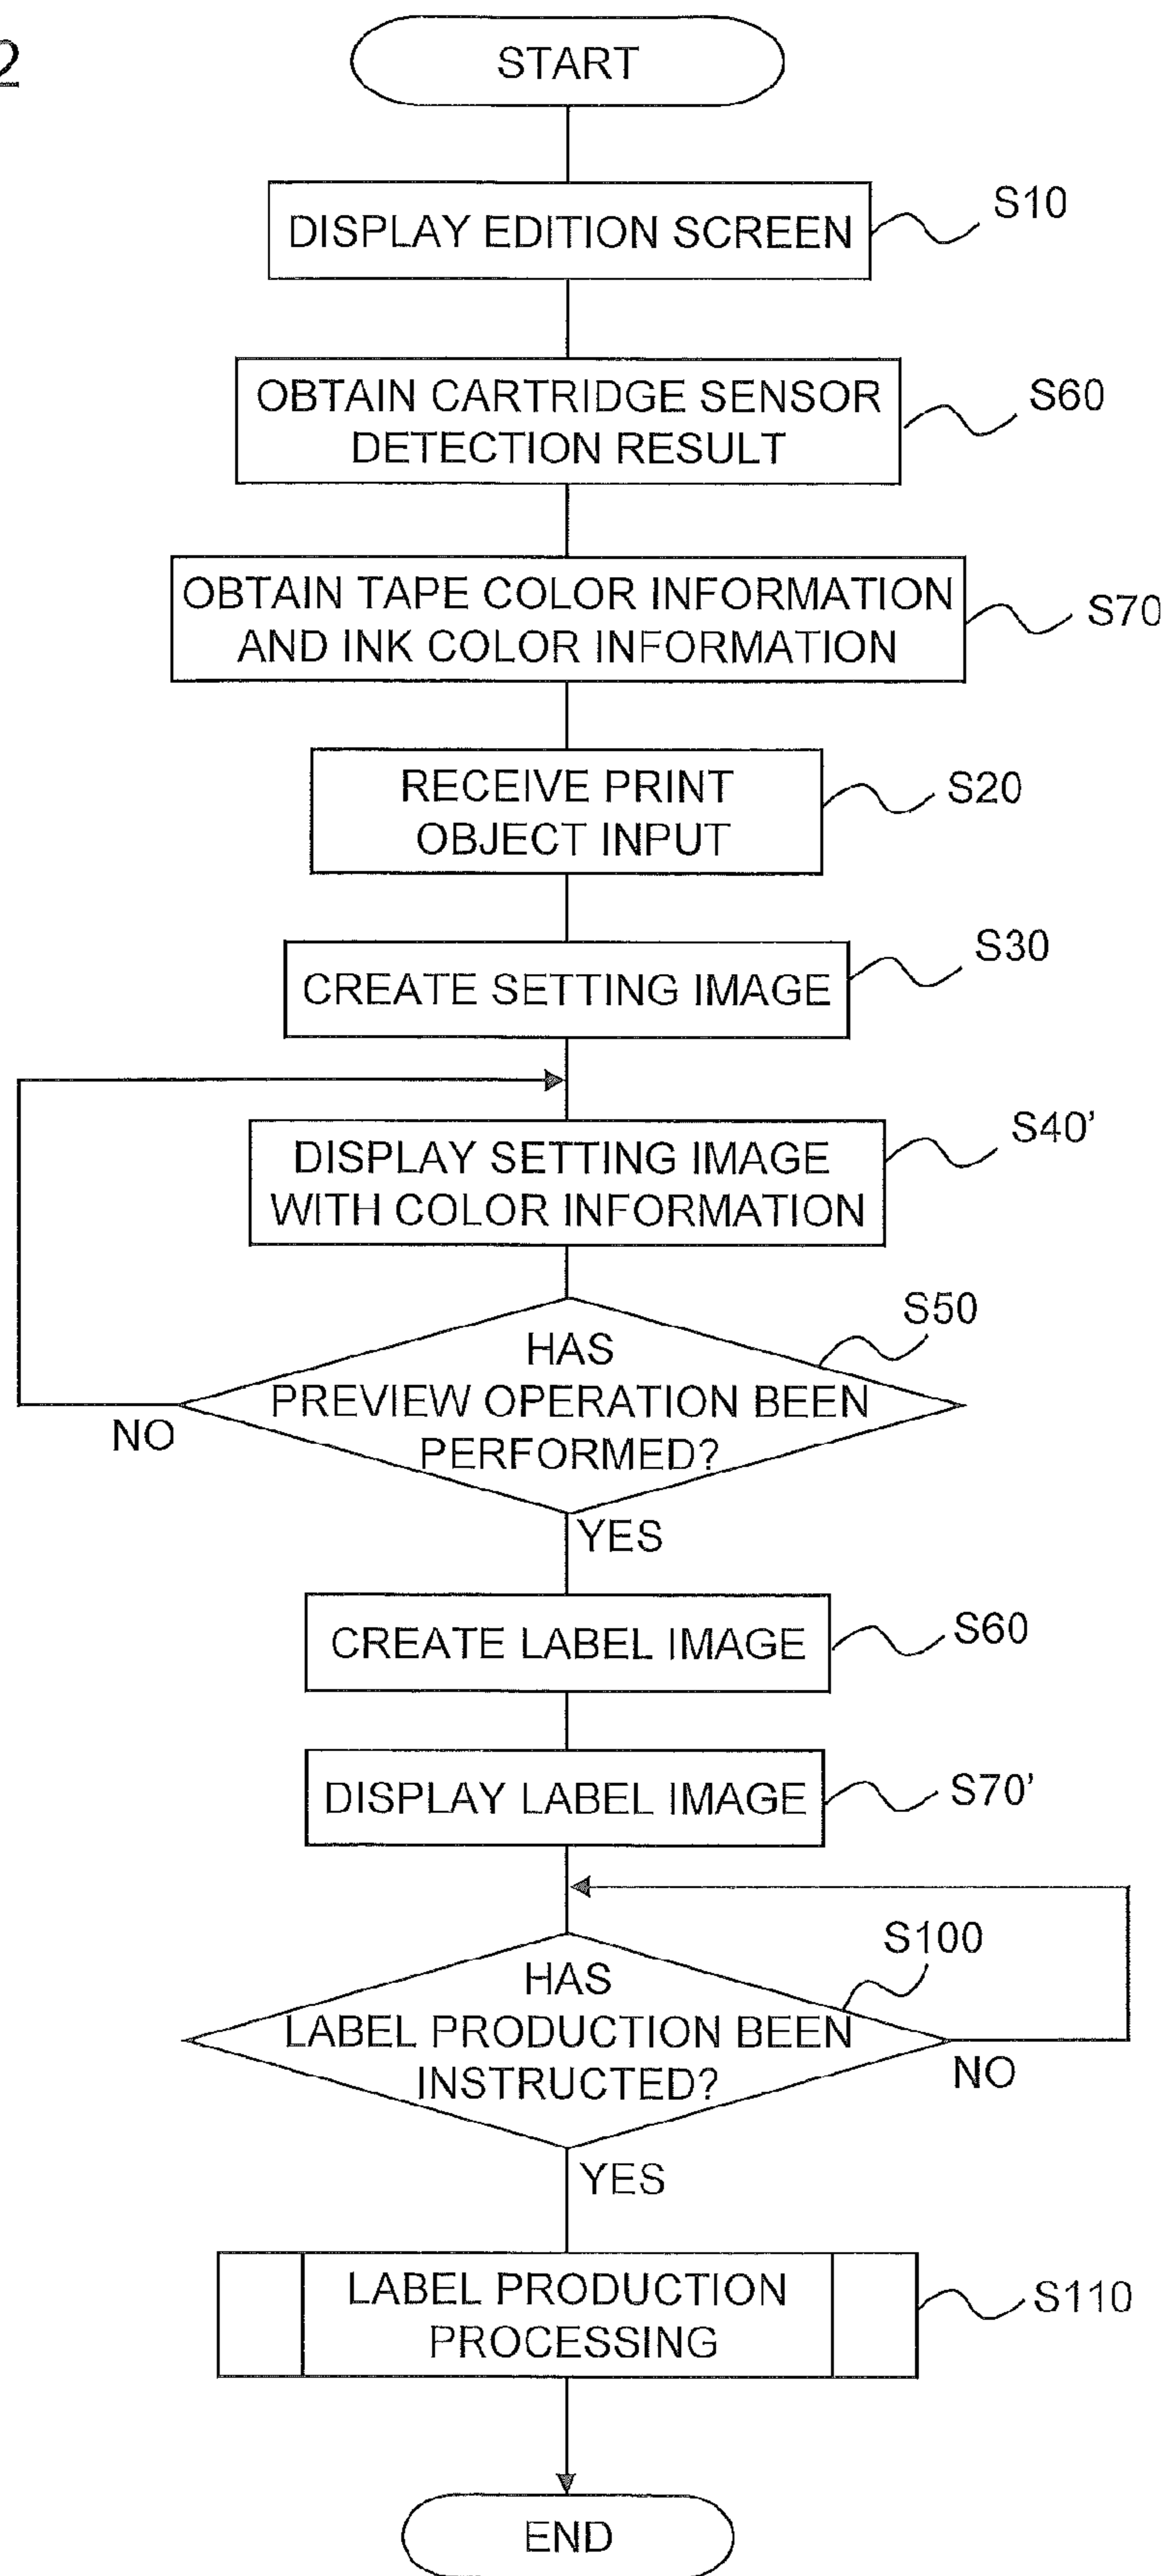 2
START
DISPLAY EDITION SCREEN
S10
OBTAIN CARTRIDGE SENSOR
DETECTION RESULT
S60
OBTAIN TAPE COLOR INFORMATION
AND INK COLOR INFORMATION
S70
RECEIVE PRINT
OBJECT INPUT
S20
CREATE SETTING IMAGE
S30
DISPLAY SETTING IMAGE
WITH COLOR INFORMATION
S40’
HAS
PREVIEW OPERATION BEEN
PERFORMED?
S50
NO
YES
CREATE LABEL IMAGE
S60
DISPLAY LABEL IMAGE
S70’
HAS
LABEL PRODUCTION BEEN
INSTRUCTED?
S100
NO
YES
LABEL PRODUCTION
PROCESSING
S110
END